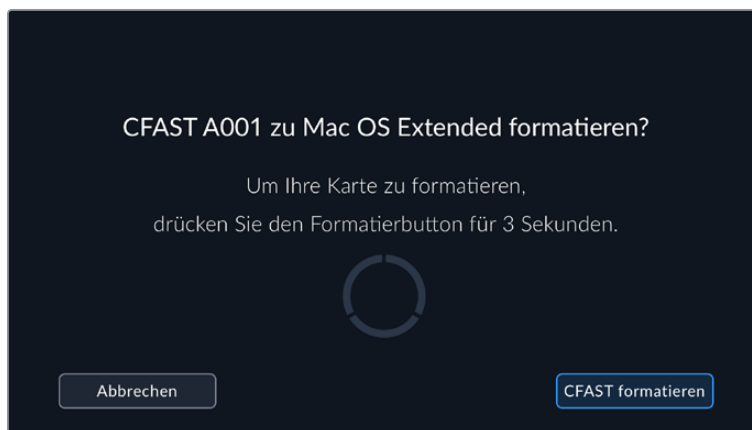 CFAST A001 zu Mac OS Extended formatieren?
Um Ihre Karte zu formatieren,
drücken Sie den Formatierbutton für 3 Sekunden.
Abbrechen
CFAST formatieren